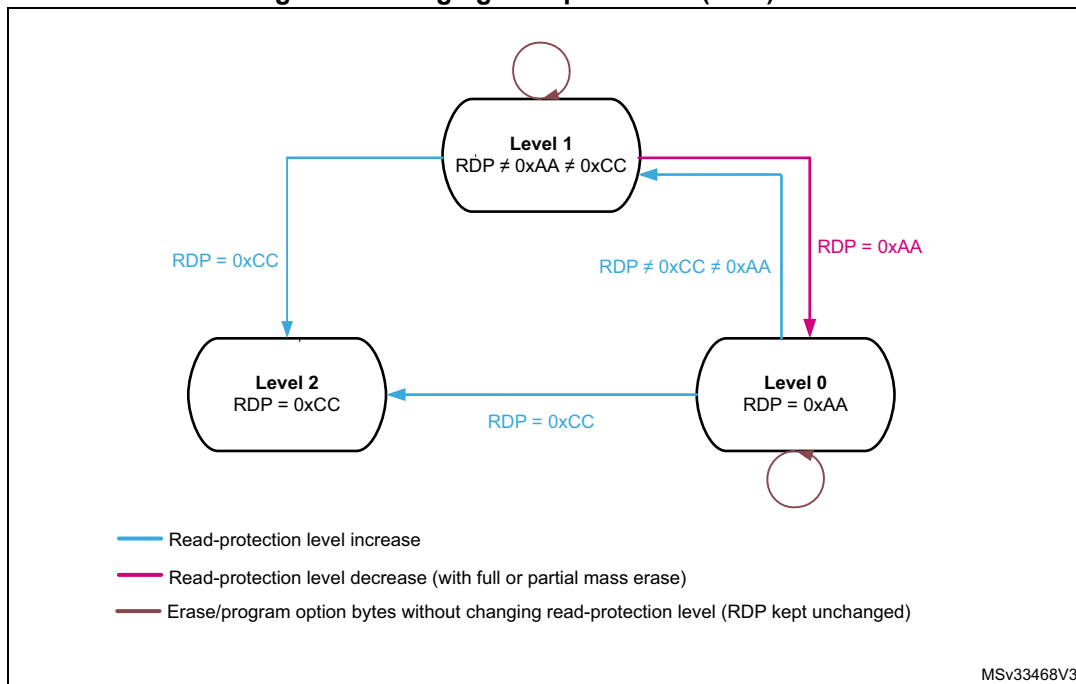 Level 1
RDP ≠ 0xAA ≠ 0xCC
RDP = 0xCC
RDP ≠ 0xCC ≠ 0xAA
RDP = 0xAA
Level 2
RDP = 0xCC
Level 0
RDP = 0xAA
RDP = 0xCC
Read-protection level increase
Read-protection level decrease (with full or partial mass erase)
Erase/program option bytes without changing read-protection level (RDP kept unchanged)
MSv33468V3